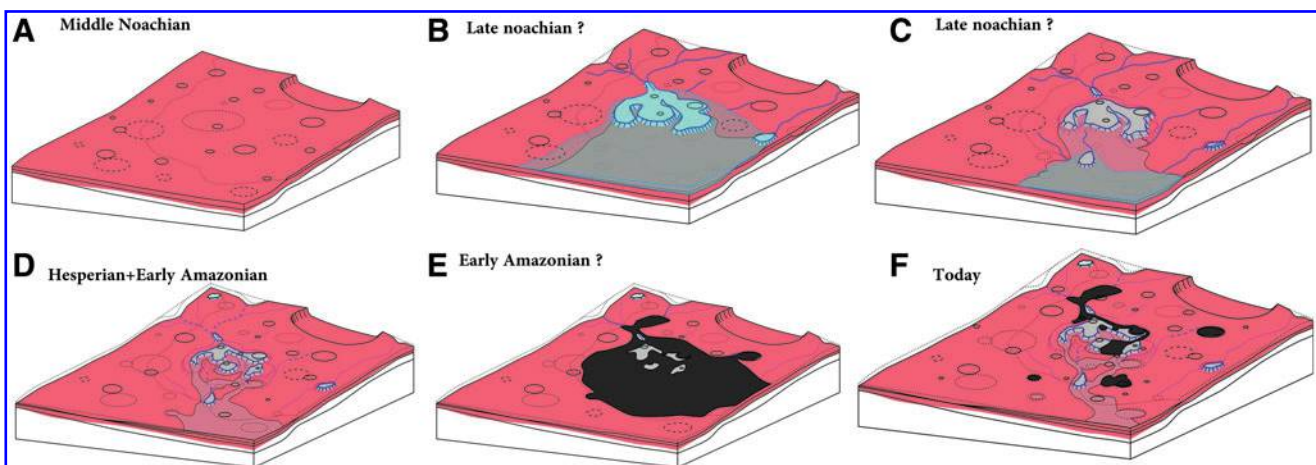 A Middle Noachian
B Late noachian ?
C Late noachian ?
D Hesperian+Early Amazonian
E Early Amazonian ?
F Today